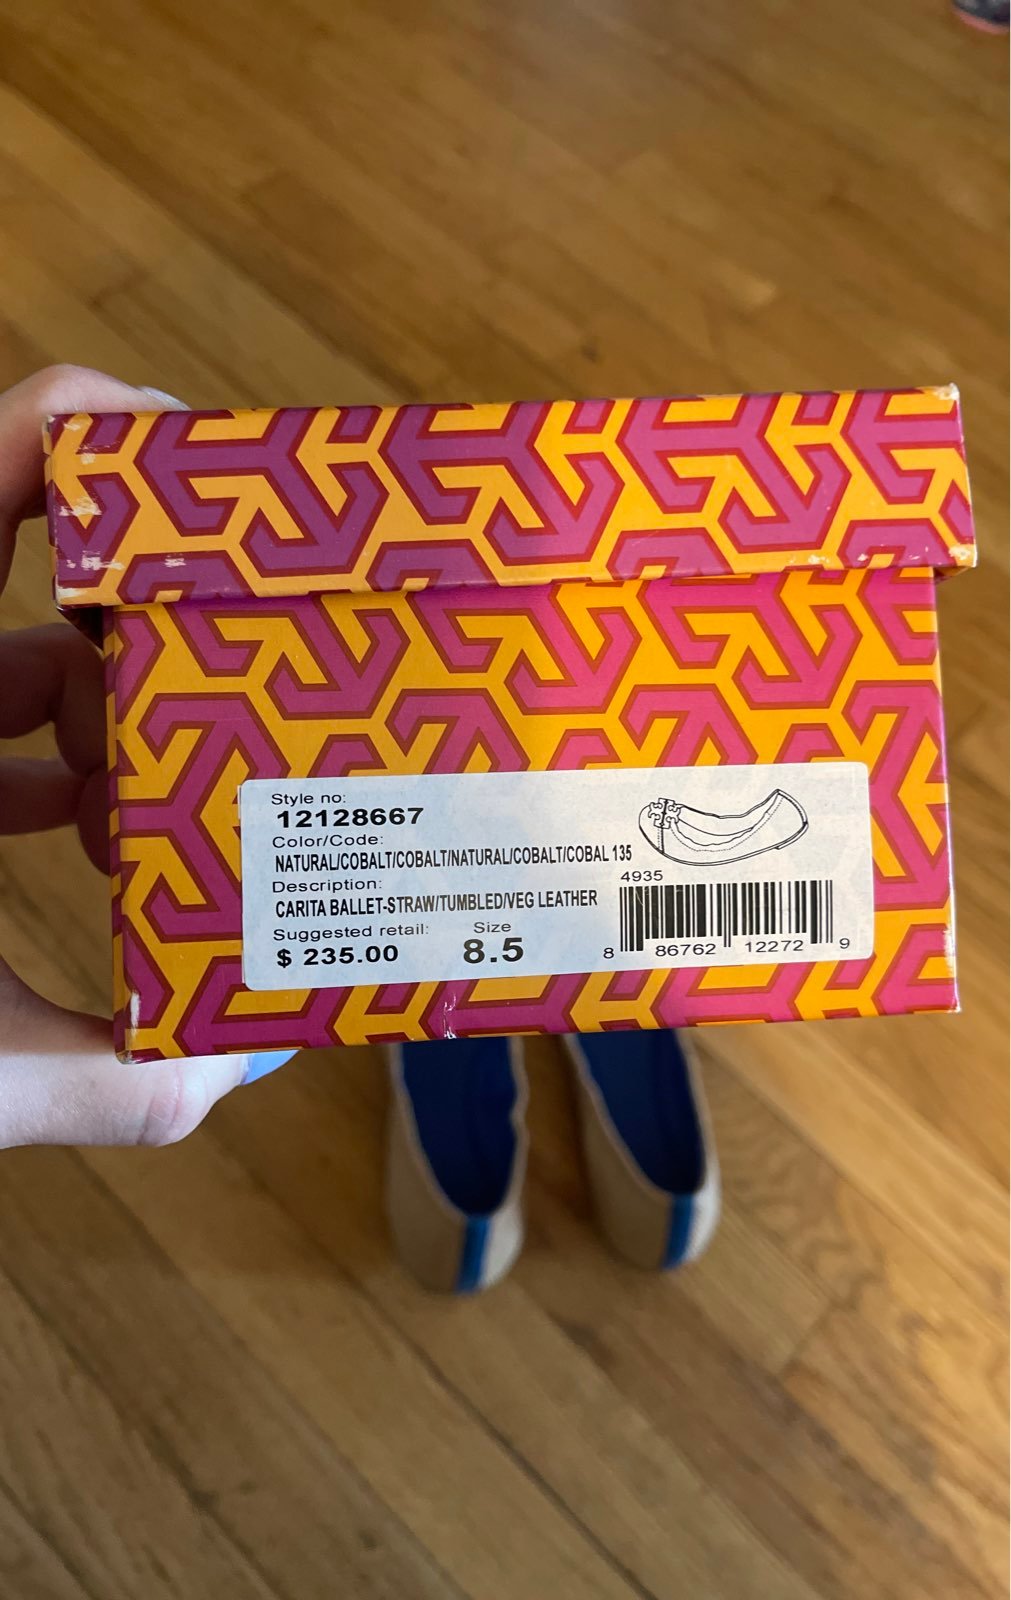 Style no:
12128667
Color/Code:
NATURAL/COBALT/COBALT/NATURAL/COBALT/COBAL 135
Description:
CARITA BALLET-STRAW/TUMBLED/VEG LEATHER
Suggested retail: Size
$ 235.00 8.5
4935
8 86762 12272 9